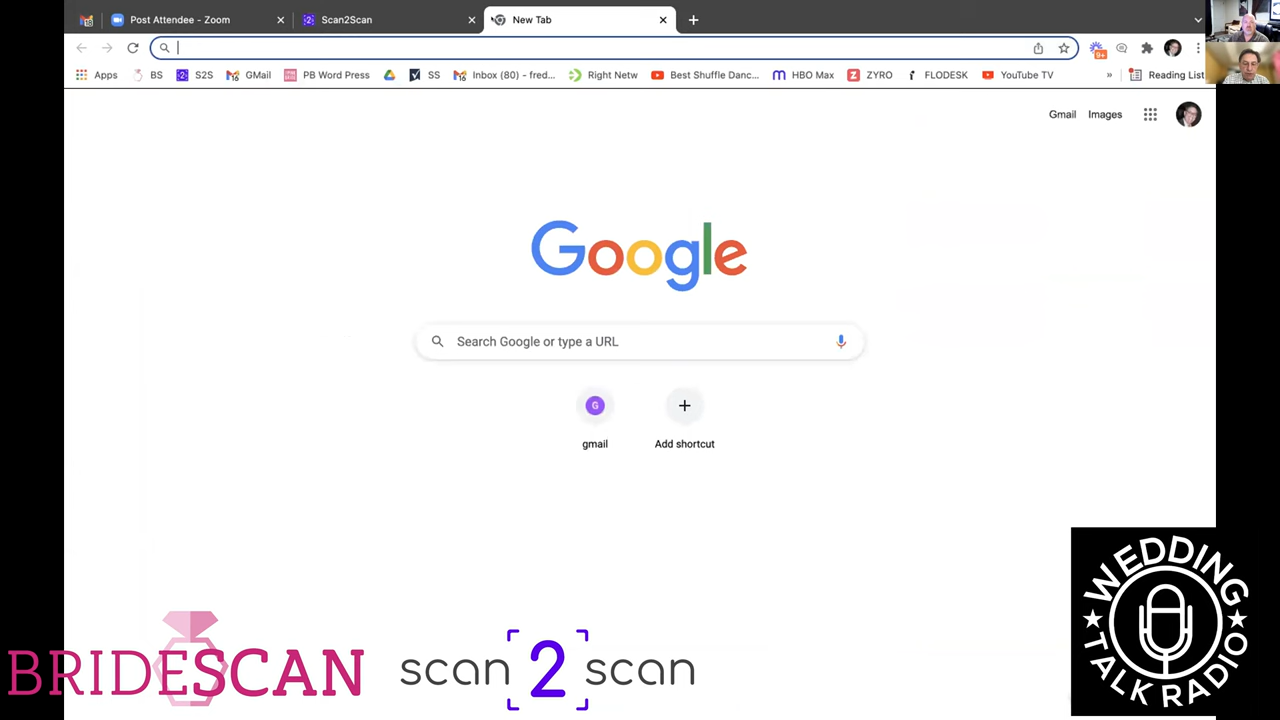 Post Attendee - Zoom
Scan2Scan
New Tab
9+
Apps
BS
S2S
GMail
PB Word Press
SS
Inbox (80) - fred...
Right Netw
Best Shuffle Danc...
HBO Max
ZYRO
FLODESK
YouTube TV
»
Reading List
Gmail
Images
Google
Search Google or type a URL
G
gmail
Add shortcut
BRIDESCAN
scan 2 scan
WEDDING
TALK RADIO